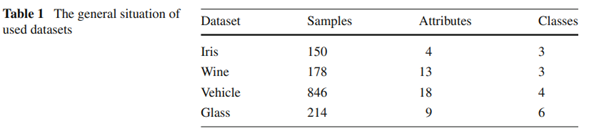 Table 1 The general situation of
used datasets
Dataset Samples Attributes Classes
Iris 150 4 3
Wine 178 13 3
Vehicle 846 18 4
Glass 214 9 6